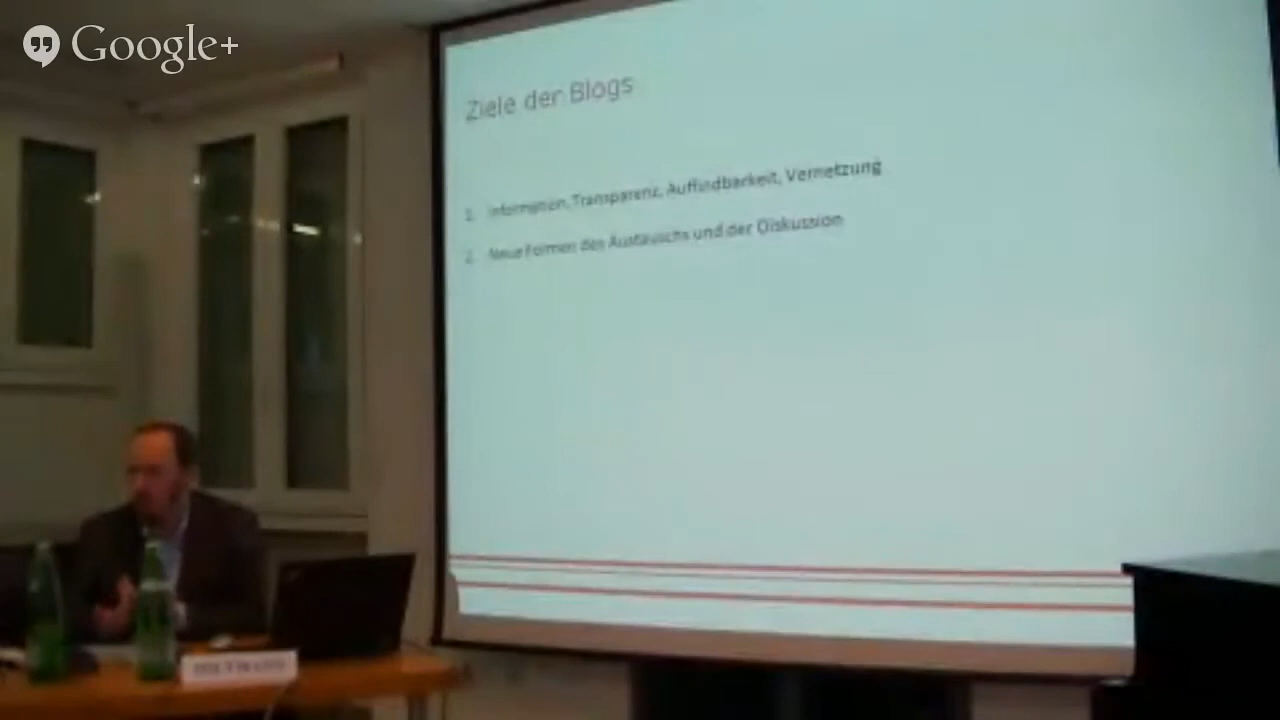 Google+
Ziele der Blogs
1. Information, Transparenz, Auffindbarkeit, Vernetzung
2. Neue Formen des Austauschs und der Diskussion